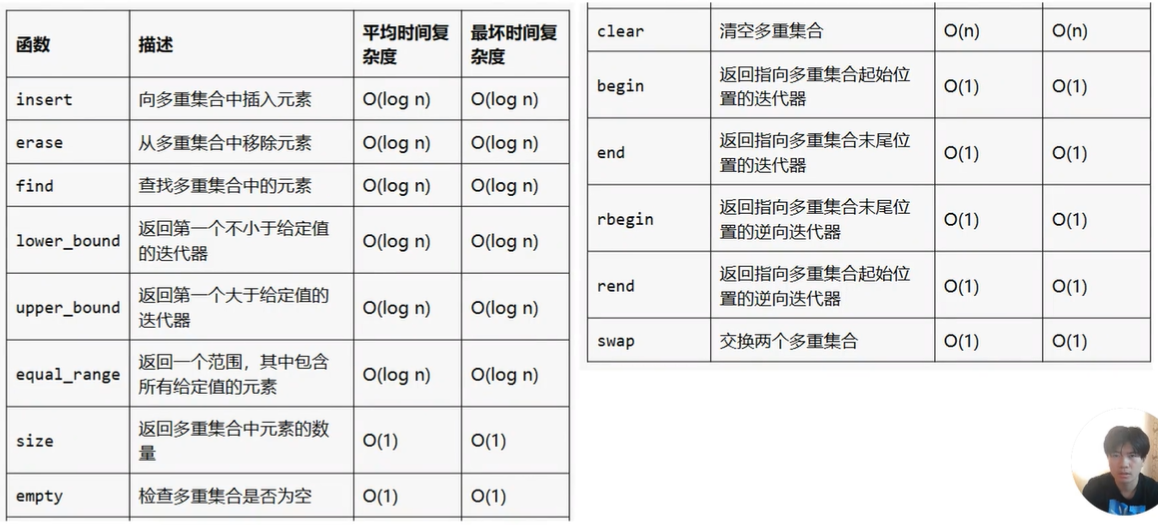 函数 描述 平均时间复 最坏时间复
杂度 杂度
insert 向多重集合中插入元素 O(log n) O(log n)
erase 从多重集合中移除元素 O(log n) O(log n)
find 查找多重集合中的元素 O(log n) O(log n)
lower_bound 返回第一个不小于给定值 O(log n) O(log n)
的迭代器
upper_bound 返回第一个大于给定值的 O(log n) O(log n)
迭代器
equal_range 返回一个范围，其中包含 O(log n) O(log n)
所有给定值的元素
size 返回多重集合中元素的数 O(1) O(1)
量
empty 检查多重集合是否为空 O(1) O(1)
clear 清空多重集合 O(n) O(n)
begin 返回指向多重集合起始位 O(1) O(1)
置的迭代器
end 返回指向多重集合末尾位 O(1) O(1)
置的迭代器
rbegin 返回指向多重集合末尾位 O(1) O(1)
置的逆向迭代器
rend 返回指向多重集合起始位 O(1) O(1)
置的逆向迭代器
swap 交换两个多重集合 O(1) O(1)